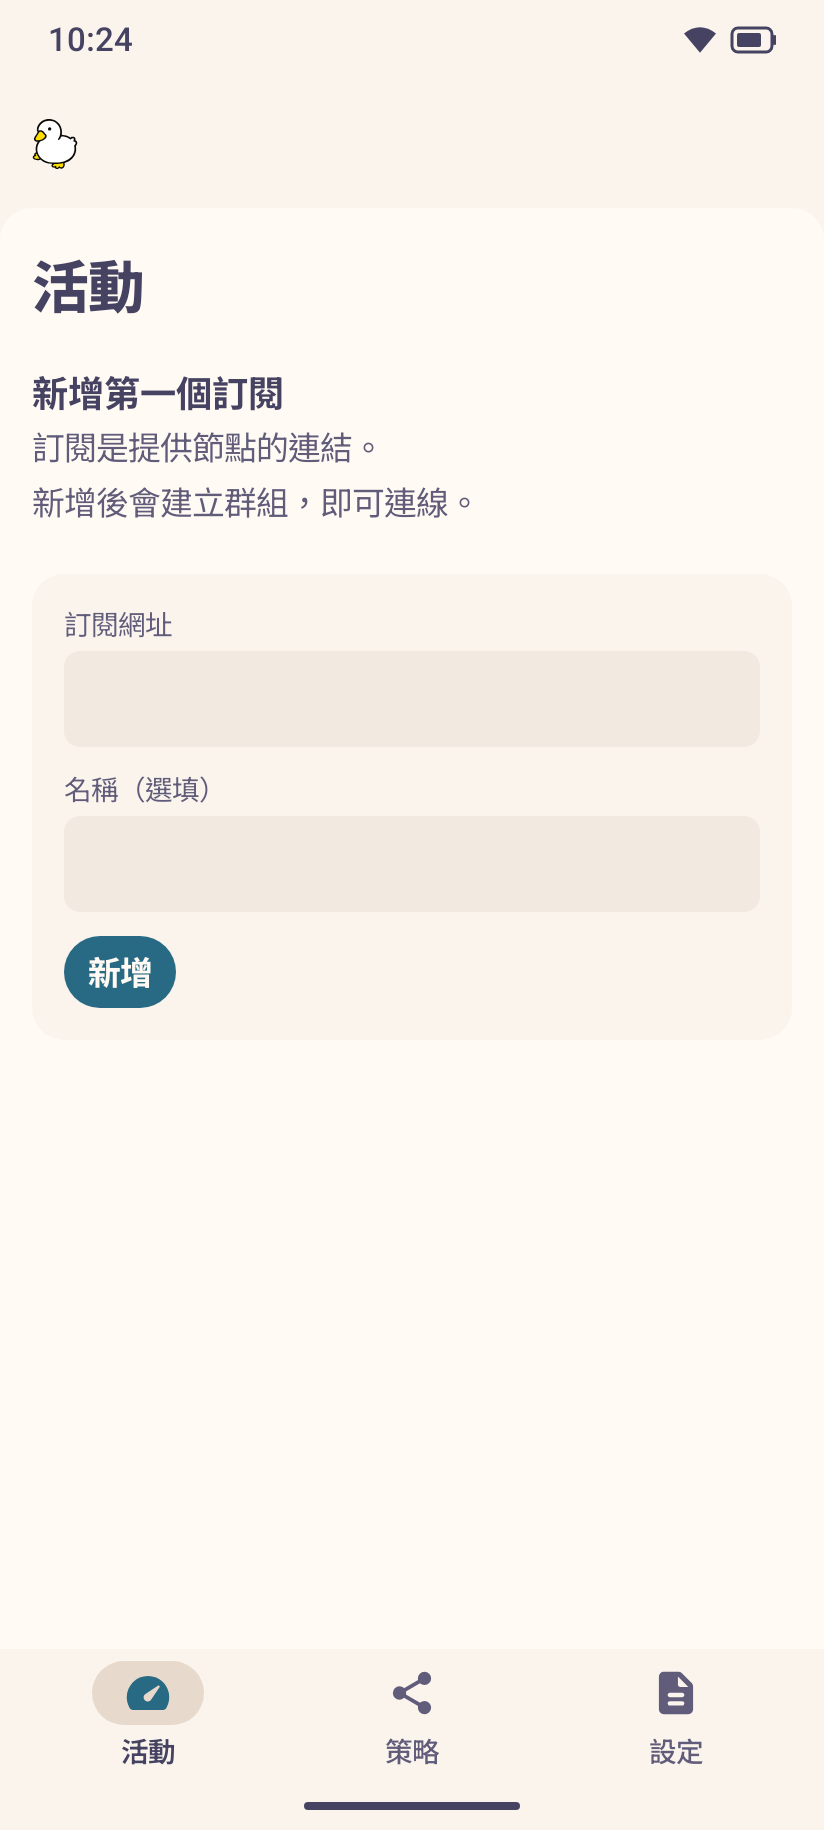 10:24
活動
新增第一個訂閱
訂閱是提供節點的連結。
新增後會建立群組，即可連線。
訂閱網址
名稱（選填）
新增
活動
策略
設定